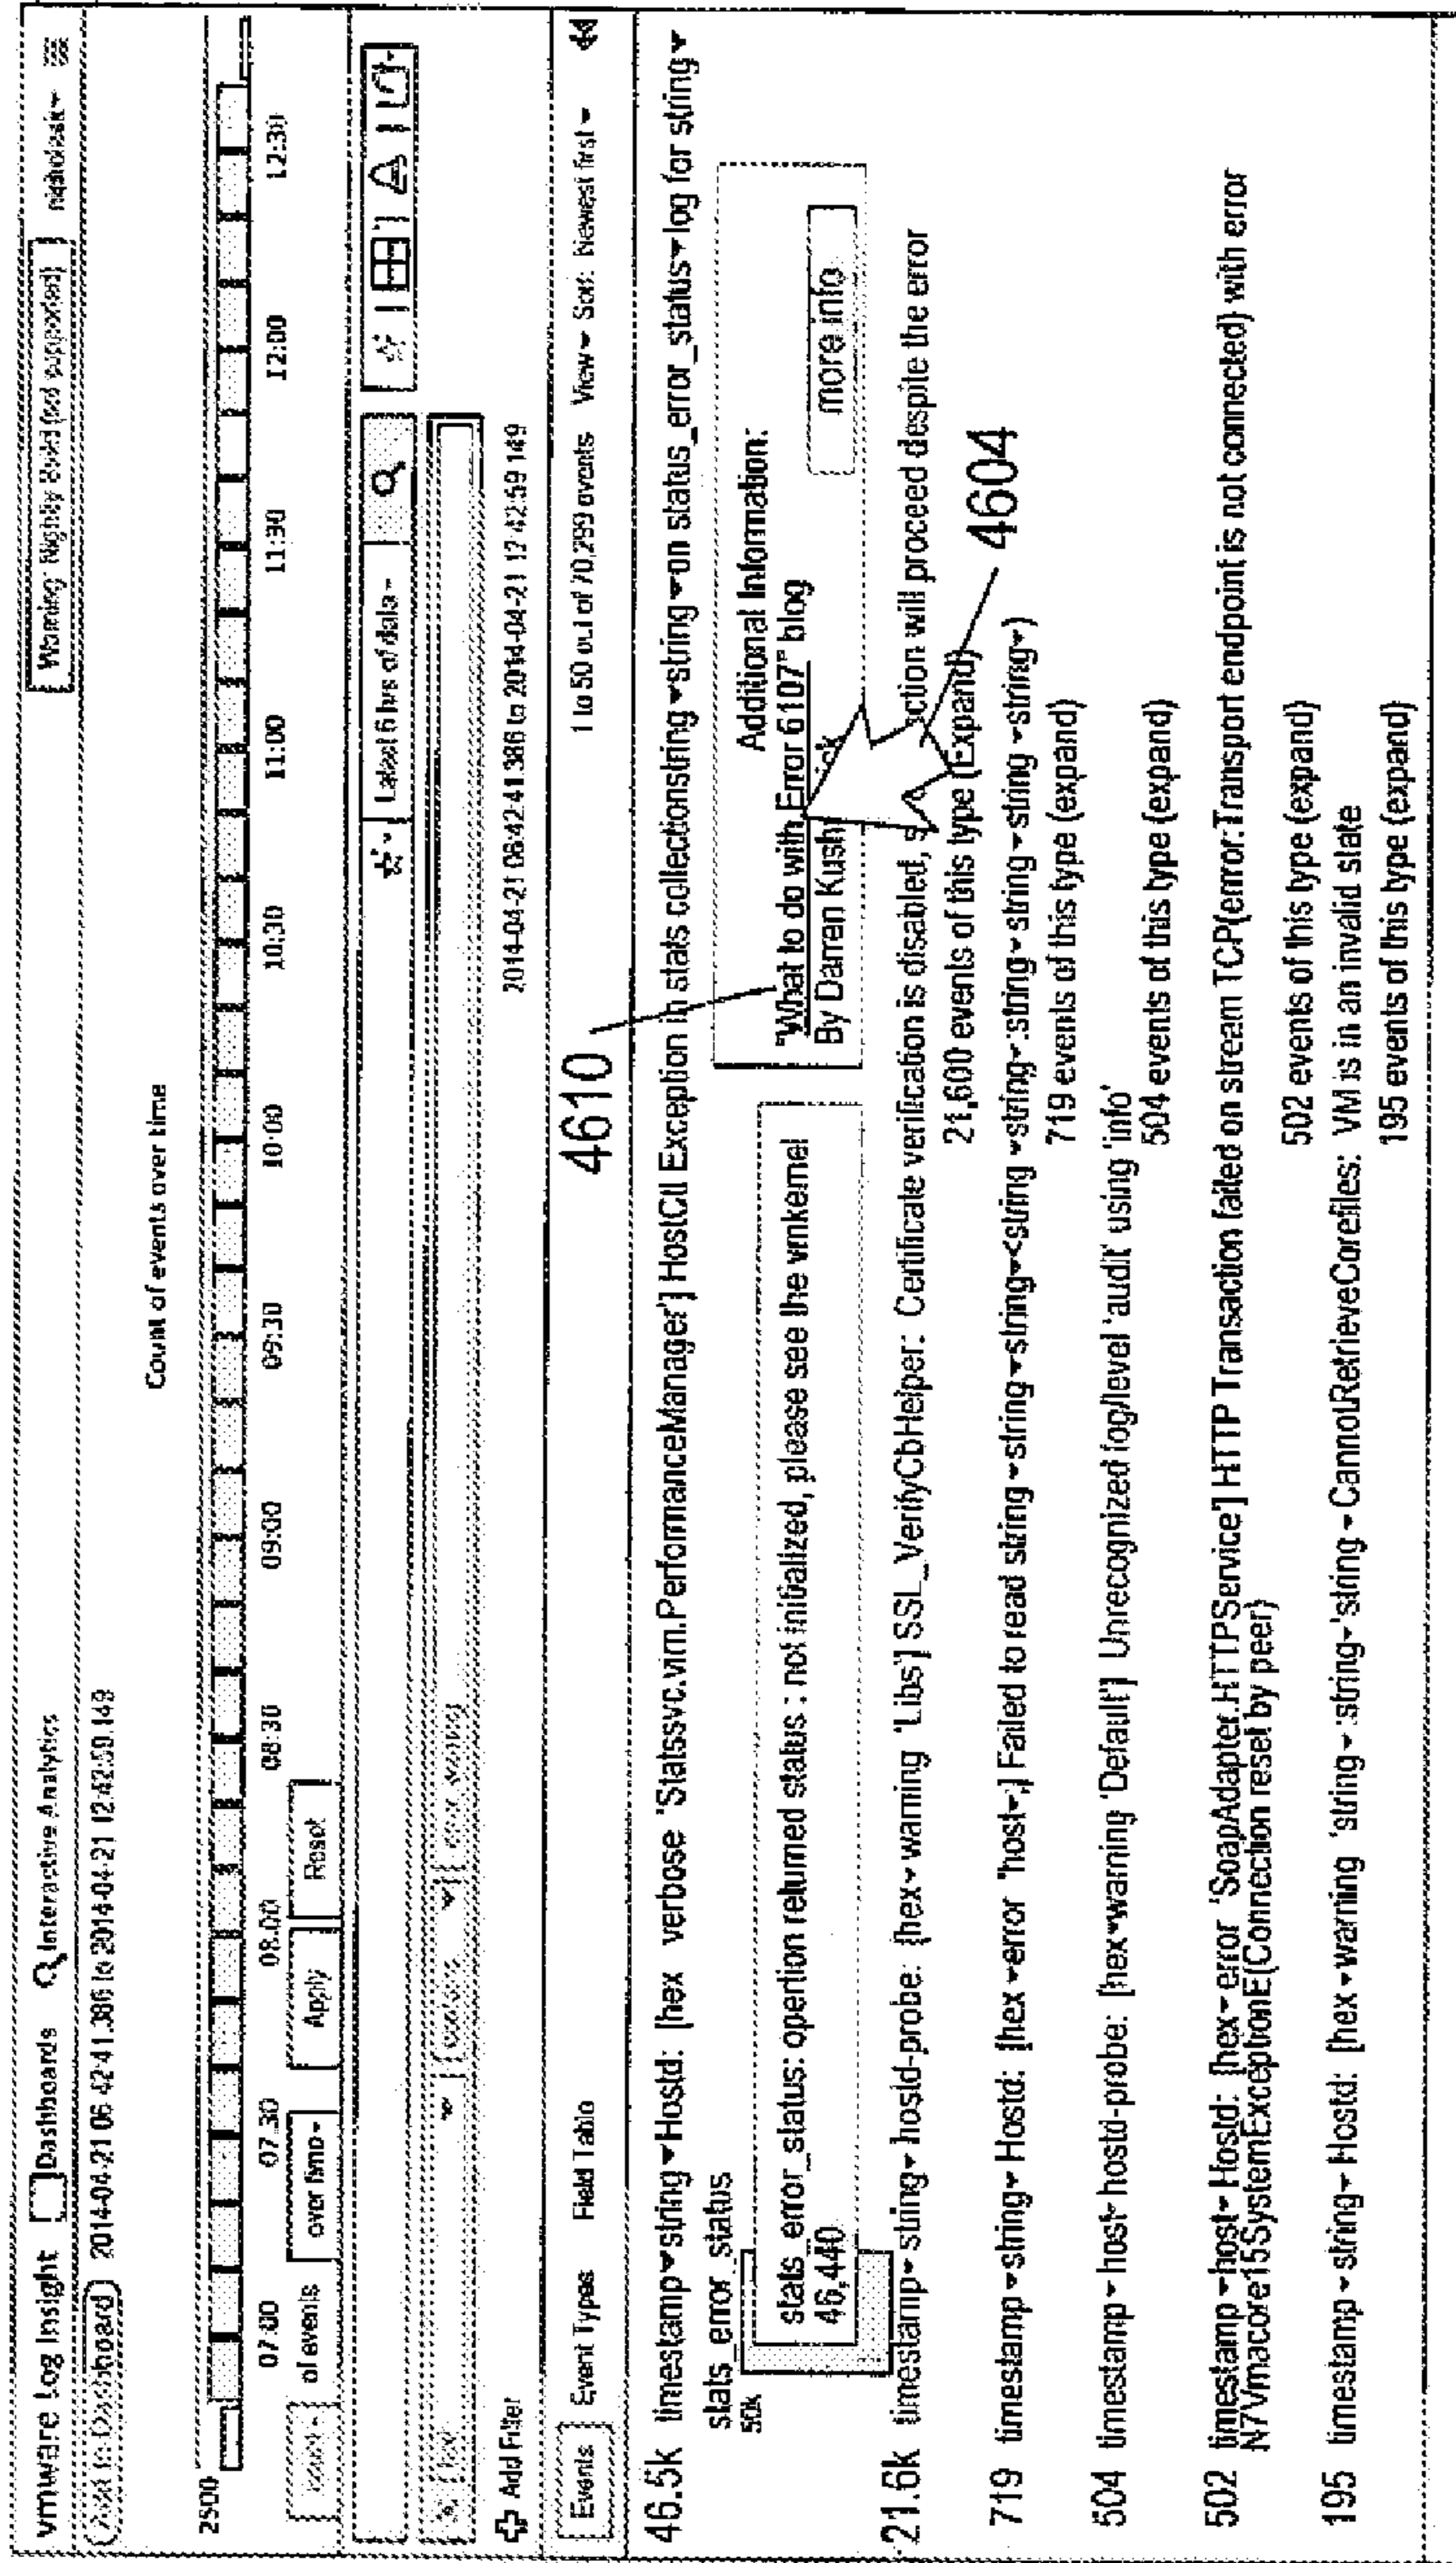 vmware Log Insight Dashboards Interactive Analytics Warning: Nightly Build (not supported)
Add to Dashboard 2014-04-21 06:42:41.386 to 2014-04-21 12:42:59.149
Count of events over time
2500
07:00 07:30 08:00 08:30 09:00 09:30 10:00 10:30 11:00 11:30 12:00 12:30
of events over time Apply Reset
Latest 6 hrs of data
Add Filter 2014-04-21 06:42:41.386 to 2014-04-21 12:42:59.149
Events Event Types Field Table 1 to 50 out of 70,299 events View Sort: Newest first
4610
46.5k timestamp string Hostd: [hex verbose 'Statssvc.vim.PerformanceManager'] HostCtl Exception in stats collectionstring string on status_error_status log for string
stats_error_status
50k
stats_error_status: opertion returned status : not initialized, please see the vmkernel
46,440
Additional Information:
"What to do with Error 6107" blog
By Darren
more info
4604
21.6k timestamp string hostd-probe: [hex warning 'Libs'] SSL_VerifyCbHelper: Certificate verification is disabled, s ction will proceed despite the error
21,600 events of this type (Expand)
719 timestamp string Hostd: [hex error "host ;] Failed to read string string string <string string string string string string string)
719 events of this type (expand)
504 timestamp host hostd-probe: [hex warning 'Default'] Unrecognized log/level 'audit' using 'info'
504 events of this type (expand)
502 timestamp host Hostd: [hex error 'SoapAdapter.HTTPService'] HTTP Transaction failed on stream TCP(error:Transport endpoint is not connected) with error
N7Vmacore15SystemExceptionE(Connection reset by peer)
502 events of this type (expand)
195 timestamp string Hostd: [hex warning 'string 'string 'string 'string CannotRetrieveCorefiles: VM is in an invalid state
195 events of this type (expand)